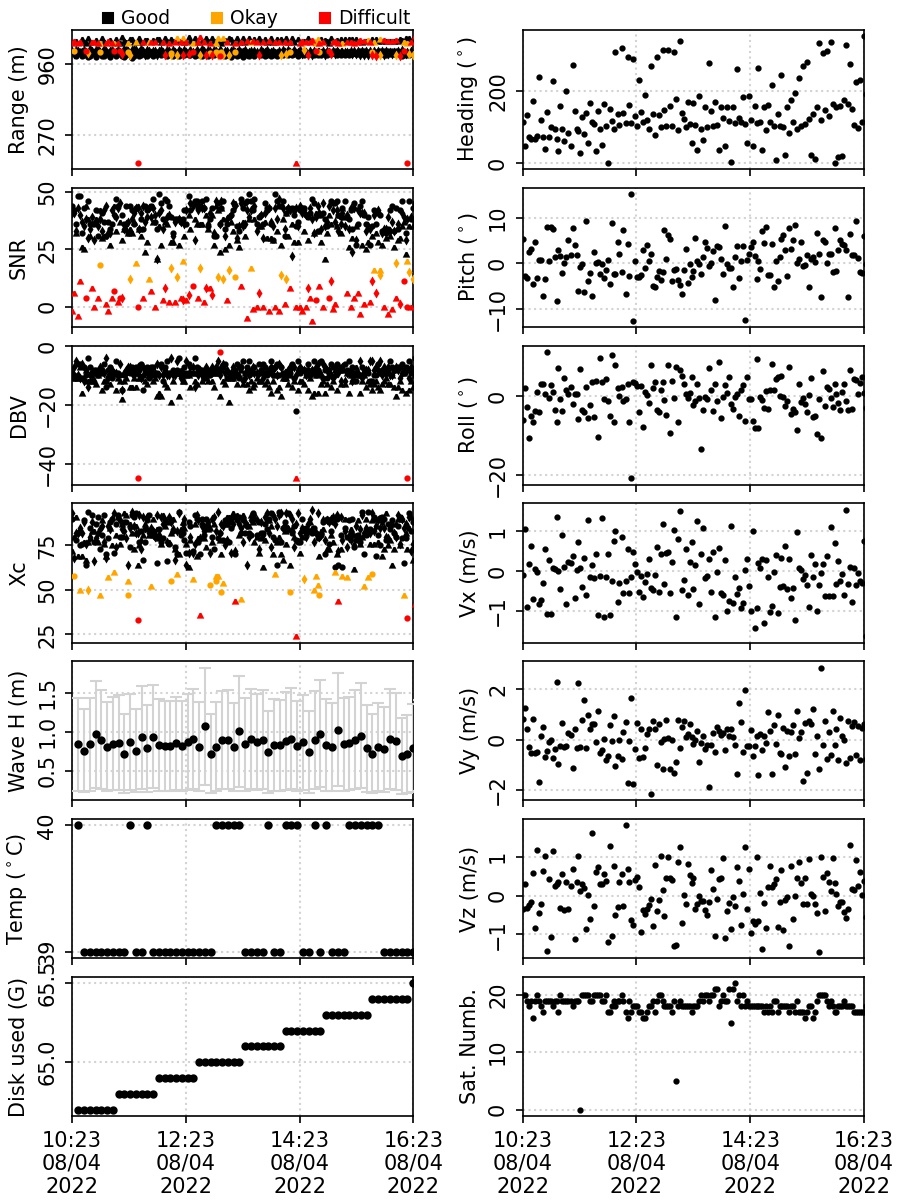 Good Okay Difficult
Range (m)
960
270
SNR
50
25
0
DBV
0
−20
−40
Xc
75
50
25
Wave H (m)
1.5
1.0
0.5
Temp (°C)
40
39
Disk used (G)
65.5
65.0
10:23 12:23 14:23 16:23
08/04 08/04 08/04 08/04
2022 2022 2022 2022
Heading (°)
200
0
Pitch (°)
10
0
−10
Roll (°)
0
−20
Vx (m/s)
1
0
−1
Vy (m/s)
2
0
−2
Vz (m/s)
1
0
−1
Sat. Numb.
20
10
0
10:23 12:23 14:23 16:23
08/04 08/04 08/04 08/04
2022 2022 2022 2022